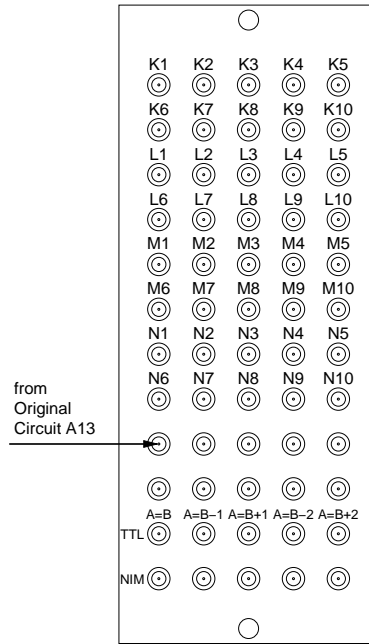 K1 K2 K3 K4 K5
K6 K7 K8 K9 K10
L1 L2 L3 L4 L5
L6 L7 L8 L9 L10
M1 M2 M3 M4 M5
M6 M7 M8 M9 M10
N1 N2 N3 N4 N5
N6 N7 N8 N9 N10
from
Original
Circuit A13
A=B A=B−1 A=B+1 A=B−2 A=B+2
TTL
NIM